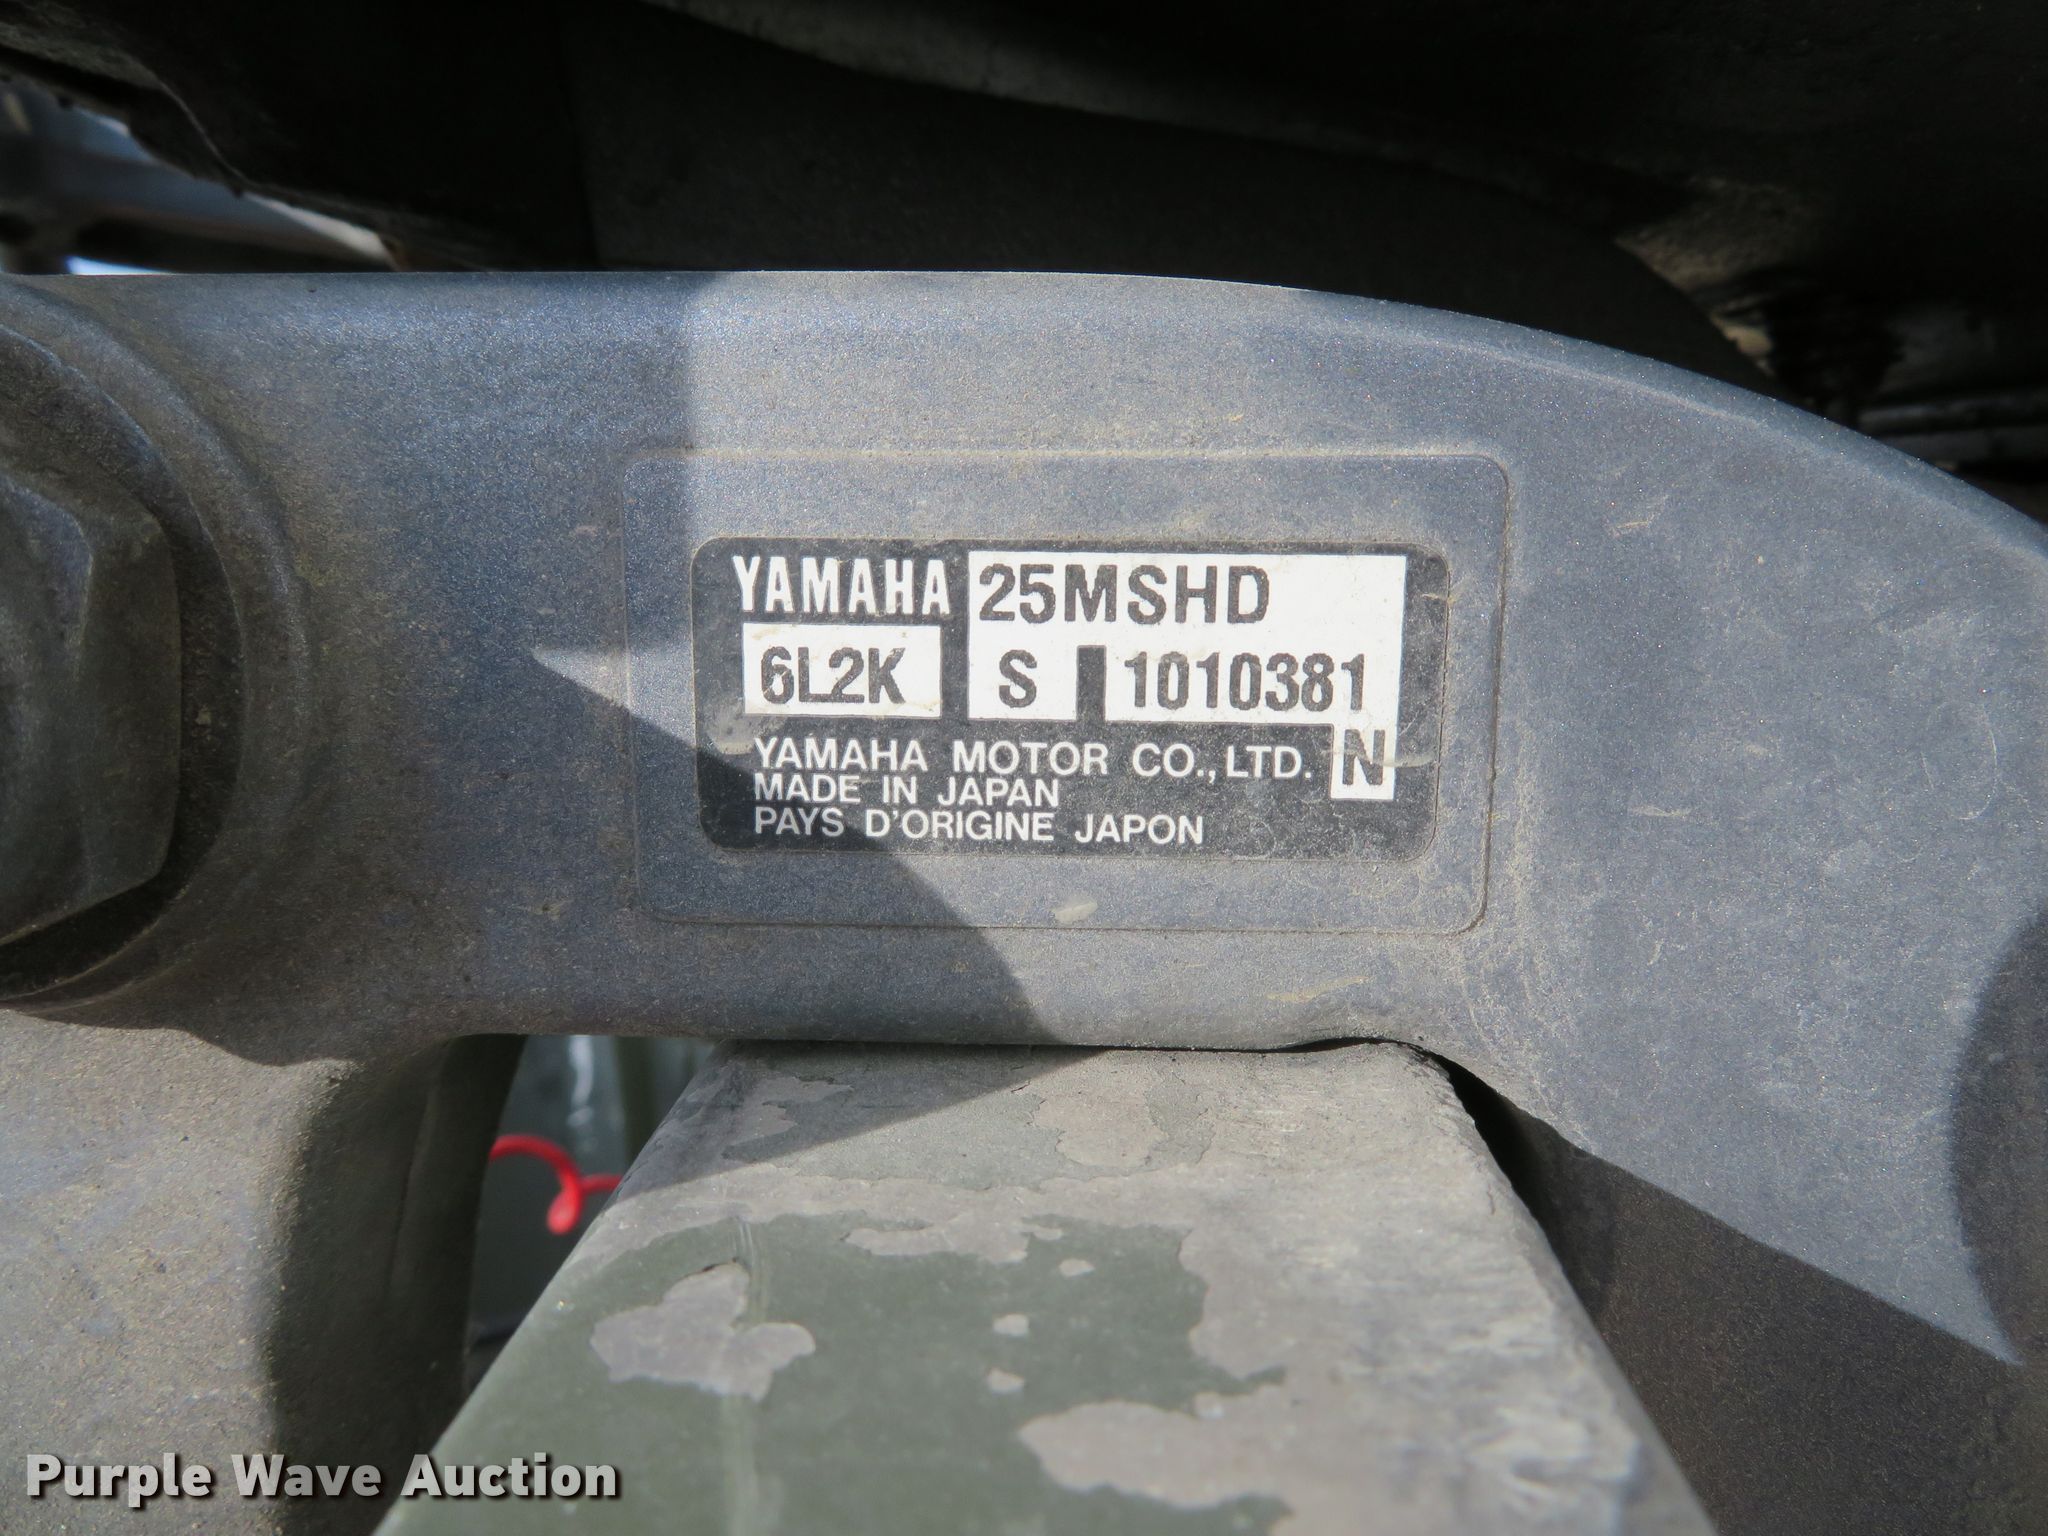 YAMAHA 25MSHD
6L2K S 1010381
YAMAHA MOTOR CO., LTD. N
MADE IN JAPAN
PAYS D'ORIGINE JAPON
Purple Wave Auction